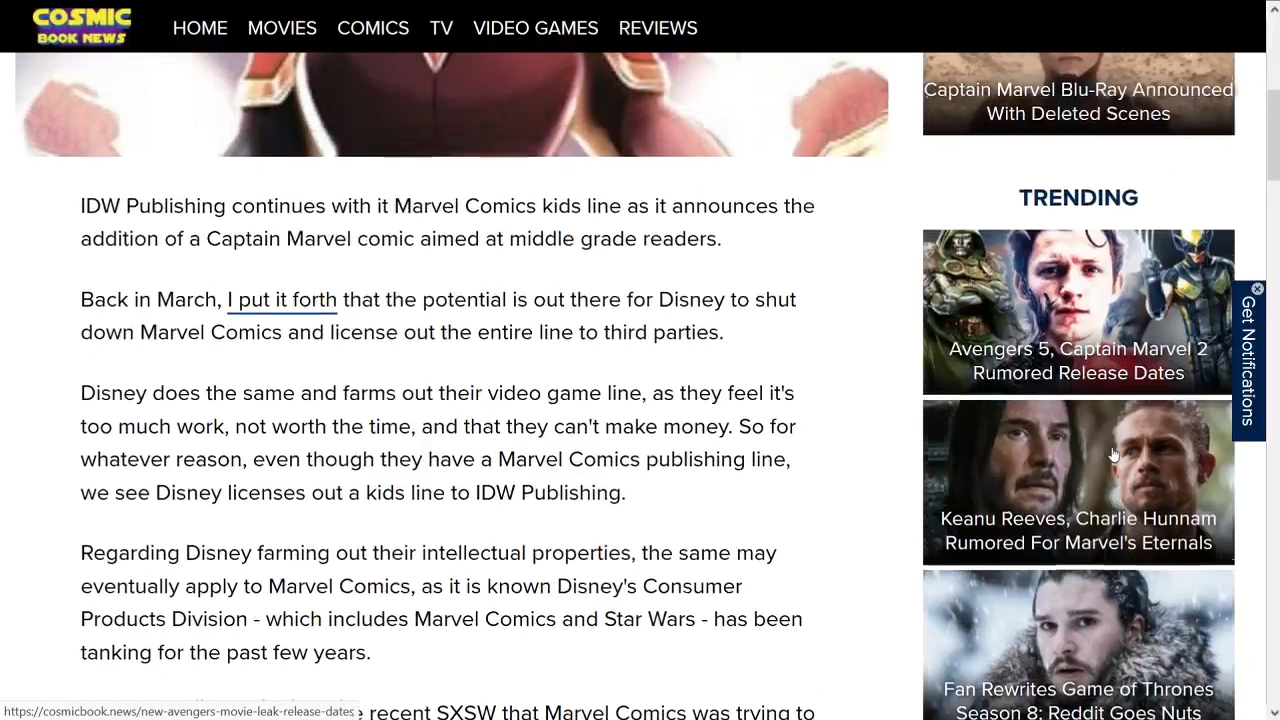 COSMIC
BOOK NEWS
HOME MOVIES COMICS TV VIDEO GAMES REVIEWS
Captain Marvel Blu-Ray Announced
With Deleted Scenes
IDW Publishing continues with it Marvel Comics kids line as it announces the
addition of a Captain Marvel comic aimed at middle grade readers.
Back in March, I put it forth that the potential is out there for Disney to shut
down Marvel Comics and license out the entire line to third parties.
Disney does the same and farms out their video game line, as they feel it's
too much work, not worth the time, and that they can't make money. So for
whatever reason, even though they have a Marvel Comics publishing line,
we see Disney licenses out a kids line to IDW Publishing.
Regarding Disney farming out their intellectual properties, the same may
eventually apply to Marvel Comics, as it is known Disney's Consumer
Products Division - which includes Marvel Comics and Star Wars - has been
tanking for the past few years.
recent SXSW that Marvel Comics was trying to
TRENDING
Avengers 5, Captain Marvel 2
Rumored Release Dates
Keanu Reeves, Charlie Hunnam
Rumored For Marvel's Eternals
Fan Rewrites Game of Thrones
Season 8; Reddit Goes Nuts
Get Notifications
https://cosmicbook.news/new-avengers-movie-leak-release-dates